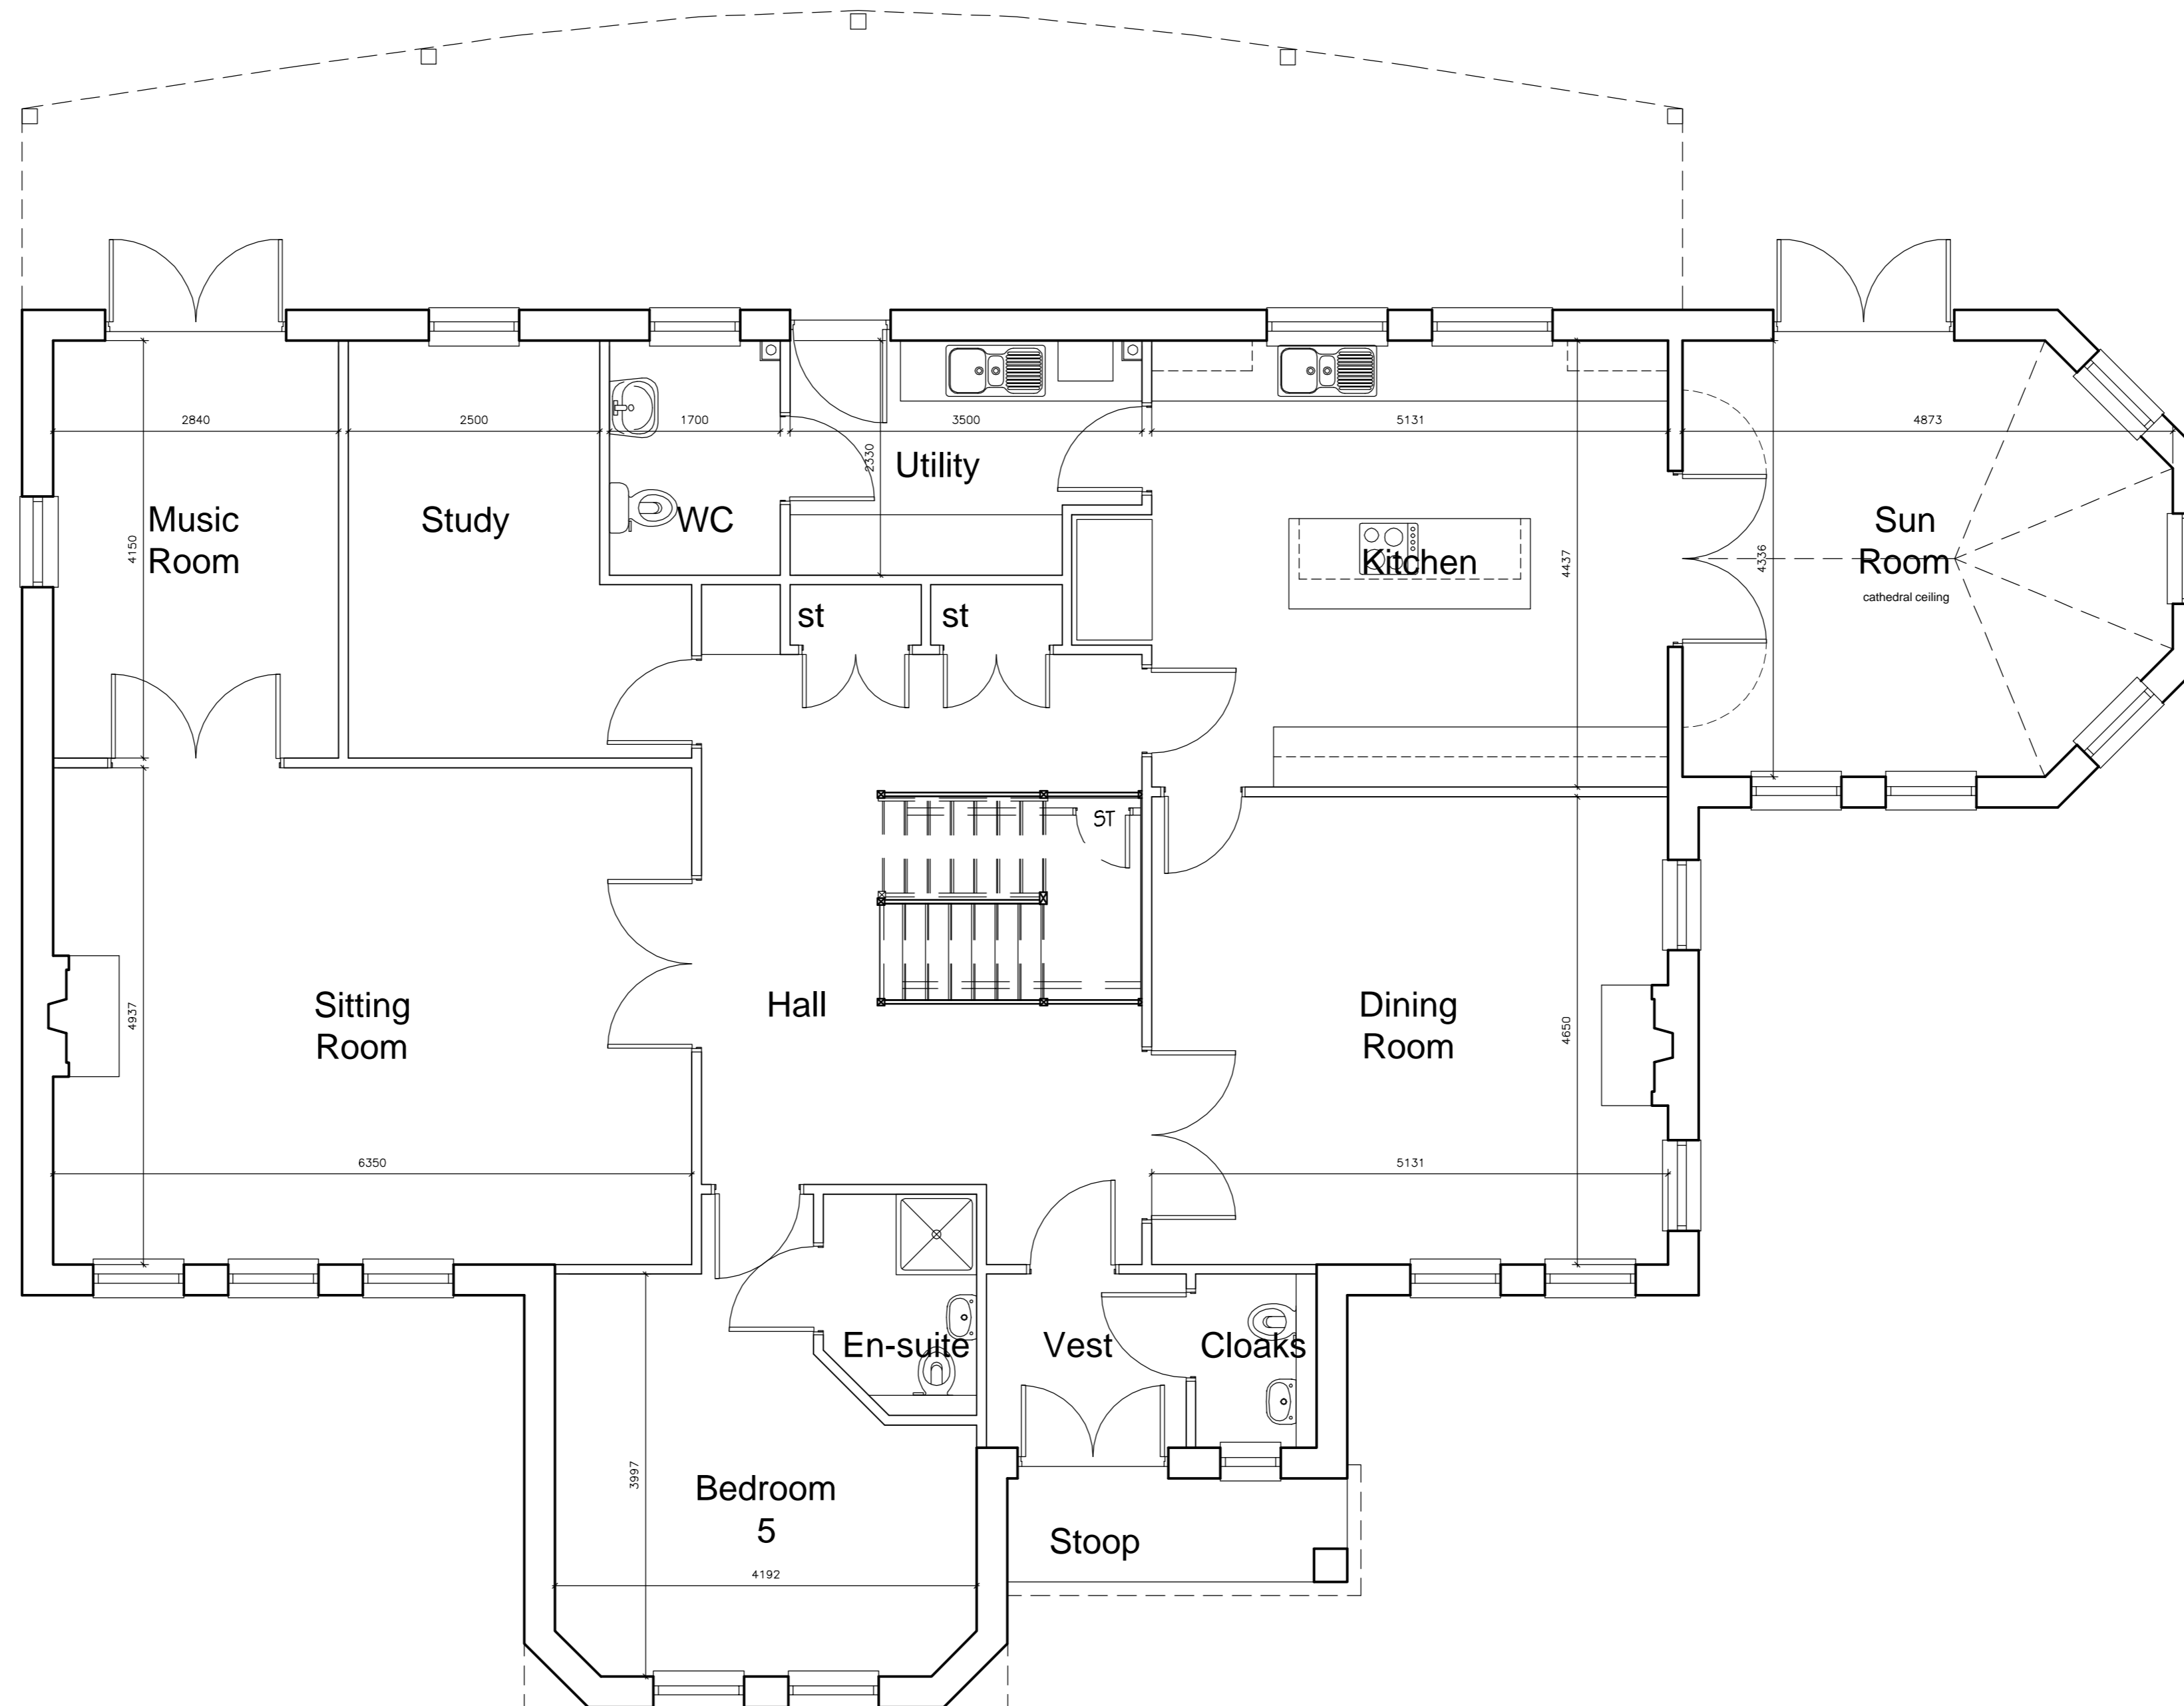 2840
2500
1700
3500
5131
4873
2330
Utility
Music
Room
Study
WC
4150
Kitchen
4437
4336
Sun
Room
cathedral ceiling
st
st
ST
Sitting
Room
4937
Hall
Dining
Room
4650
6350
5131
En-suite
Vest
Cloaks
3997
Bedroom
5
Stoop
4192